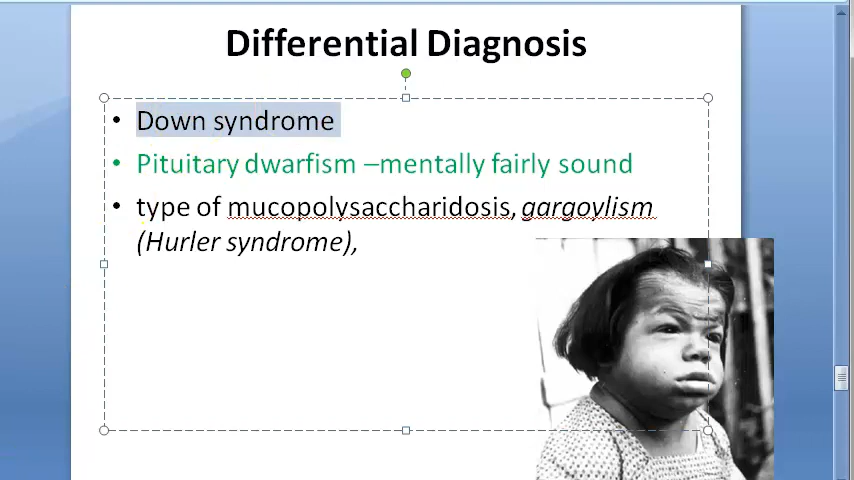 Differential Diagnosis
• Down syndrome
• Pituitary dwarfism –mentally fairly sound
• type of mucopolysaccharidosis, gargoylism
(Hurler syndrome),